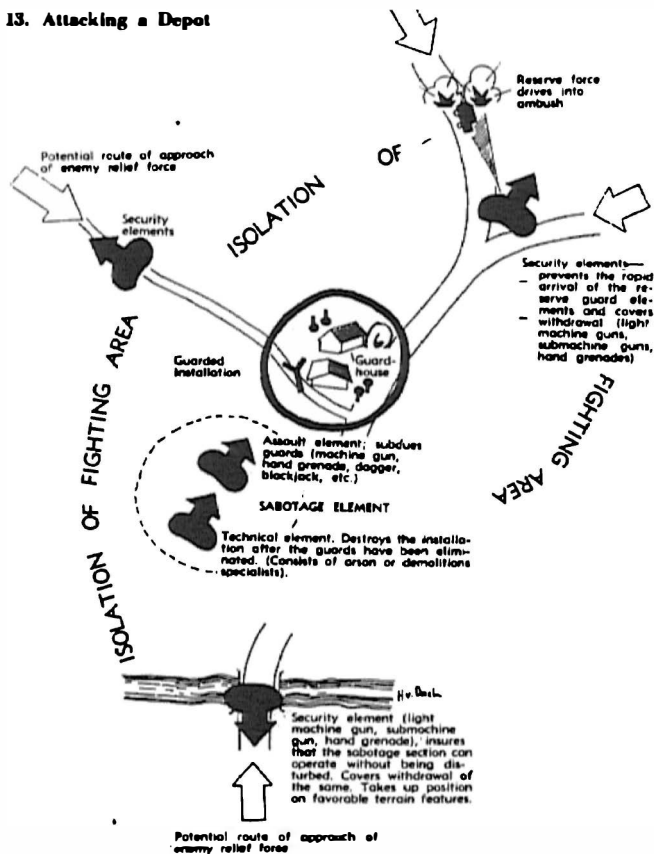 13. Attacking a Depot
Reserve force
drives into
ambush
Potential route of approach
of enemy relief force
Security
elements
ISOLATION OF
FIGHTING AREA
Security elements—
prevents the rapid
arrival of the re-
serve guard ele-
ments and covers
withdrawal (light
machine guns,
submachine guns,
hand grenades)
Guarded
Installation
G
Guard-
house
ISOLATION OF FIGHTING AREA
Assault element; subdues
guards (machine gun,
hand grenade, dagger,
blackjack, etc.)
SABOTAGE ELEMENT
Technical element. Destroys the installa-
tion after the guards have been elimi-
nated. (Consists of arson or demolitions
specialists).
H.v.Dach
Security element (light
machine gun, submachine
gun, hand grenade), insures
that the sabotage section can
operate without being dis-
turbed. Covers withdrawal of
the same. Takes up position
on favorable terrain features.
Potential route of approach of
enemy relief force